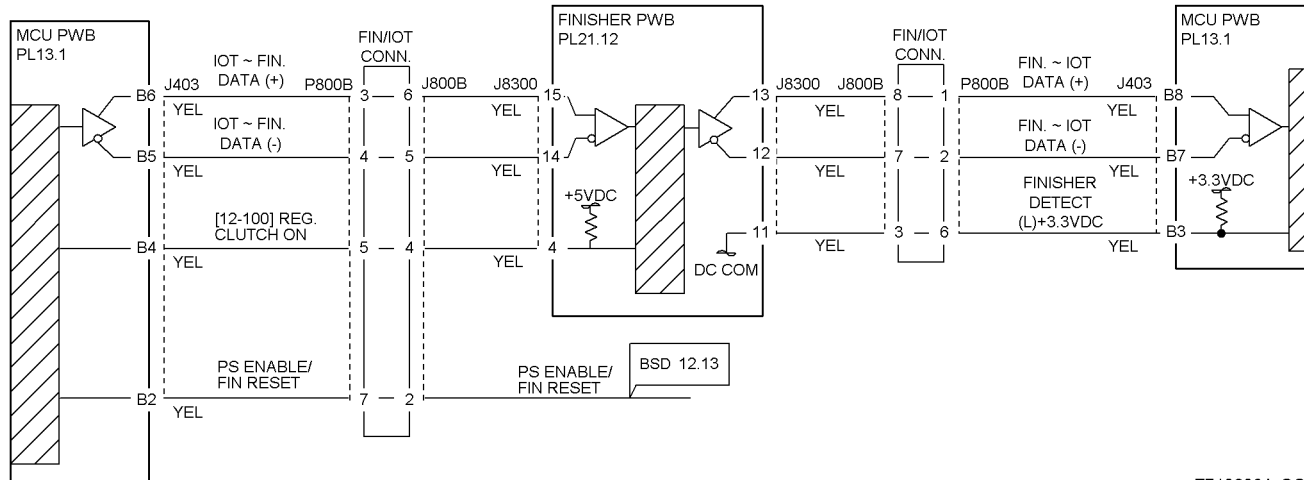 MCU PWB
PL13.1
B6
J403
YEL
IOT ~ FIN.
DATA (+)
P800B
FIN/IOT
CONN.
3
6
J800B
J8300
YEL
15
FINISHER PWB
PL21.12
13
J8300
J800B
YEL
FIN/IOT
CONN.
8
1
P800B
FIN. ~ IOT
DATA (+)
J403
YEL
B8
MCU PWB
PL13.1
B5
YEL
IOT ~ FIN.
DATA (-)
4
5
YEL
14
12
YEL
7
2
FIN. ~ IOT
DATA (-)
YEL
B7
B4
YEL
[12-100] REG.
CLUTCH ON
5
4
YEL
4
+5VDC
11
DC COM
YEL
3
6
FINISHER
DETECT
(L)+3.3VDC
YEL
B3
+3.3VDC
B2
YEL
PS ENABLE/
FIN RESET
7
2
PS ENABLE/
FIN RESET
BSD 12.13